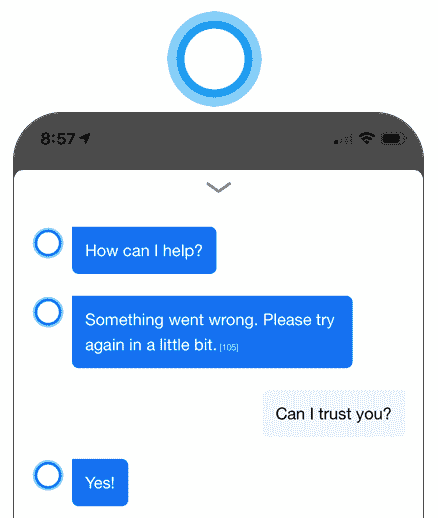 8:57
How can I help?
Something went wrong. Please try
again in a little bit. [105]
Can I trust you?
Yes!